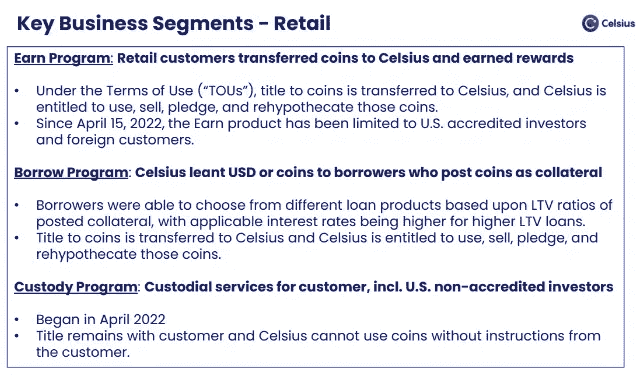 Key Business Segments - Retail
Celsius
Earn Program: Retail customers transferred coins to Celsius and earned rewards
• Under the Terms of Use (“TOUs”), title to coins is transferred to Celsius, and Celsius is
entitled to use, sell, pledge, and rehypothecate those coins.
• Since April 15, 2022, the Earn product has been limited to U.S. accredited investors
and foreign customers.
Borrow Program: Celsius leant USD or coins to borrowers who post coins as collateral
• Borrowers were able to choose from different loan products based upon LTV ratios of
posted collateral, with applicable interest rates being higher for higher LTV loans.
• Title to coins is transferred to Celsius and Celsius is entitled to use, sell, pledge, and
rehypothecate those coins.
Custody Program: Custodial services for customer, incl. U.S. non-accredited investors
• Began in April 2022
• Title remains with customer and Celsius cannot use coins without instructions from
the customer.